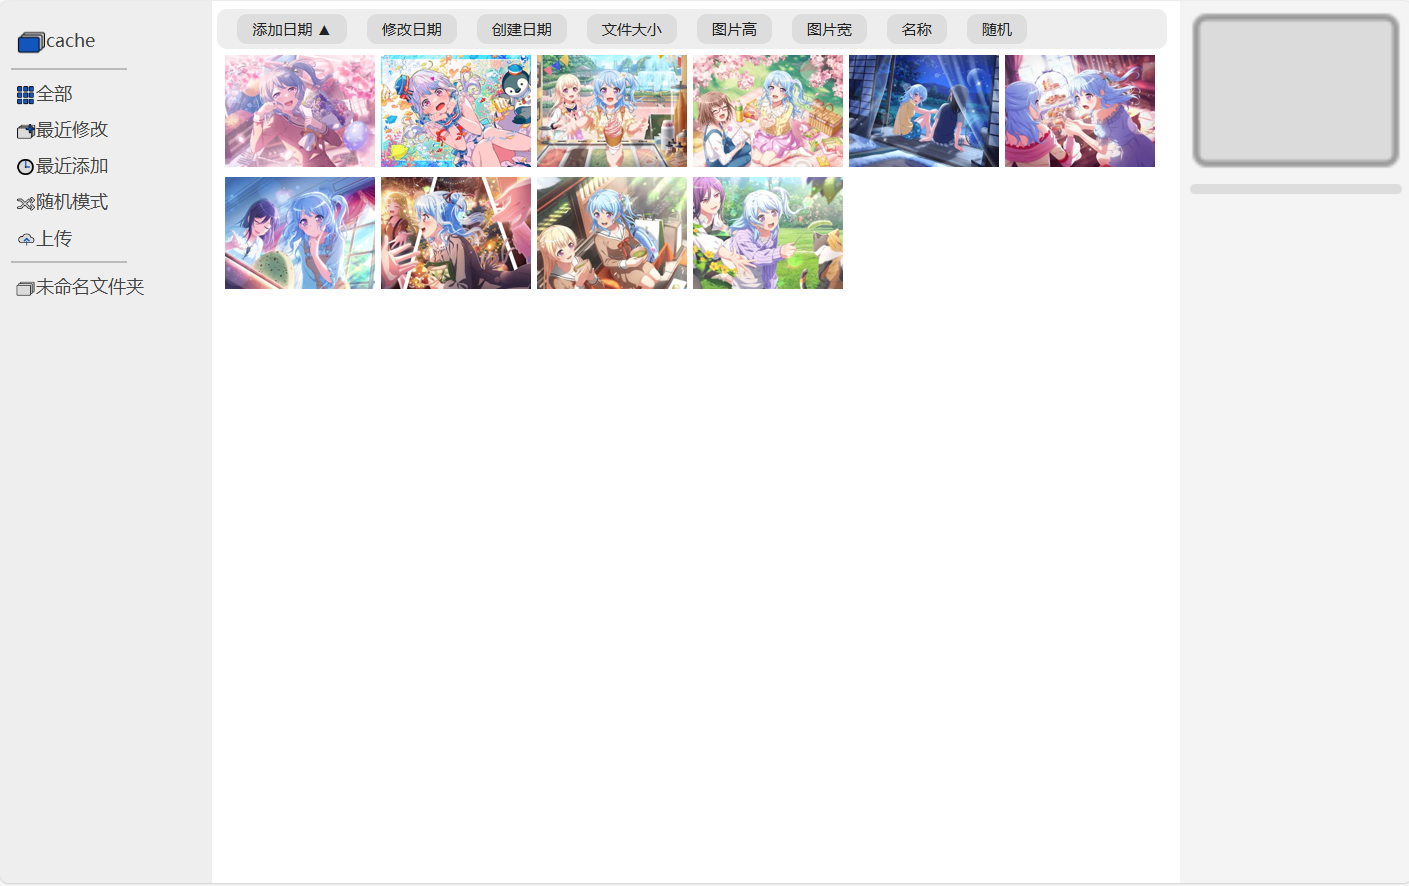 cache
全部
最近修改
最近添加
随机模式
上传
未命名文件夹
添加日期 ▲ 修改日期 创建日期 文件大小 图片高 图片宽 名称 随机